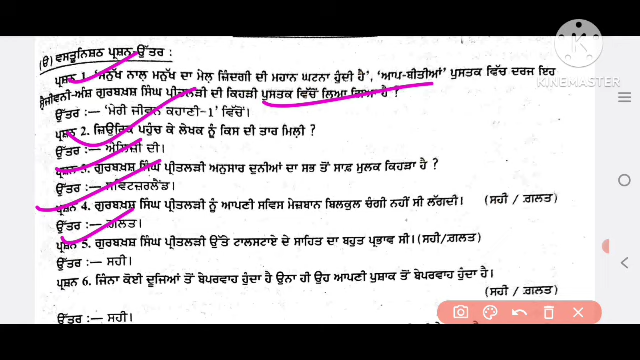 (ੳ) ਵਸਤੂਨਿਸ਼ਠ ਪ੍ਰਸ਼ਨ-ਉੱਤਰ :
ਪ੍ਰਸ਼ਨ 1. 'ਮਨੁੱਖ ਨਾਲ ਮਨੁੱਖ ਦਾ ਮੇਲ ਜ਼ਿੰਦਗੀ ਦੀ ਮਹਾਨ ਘਟਨਾ ਹੁੰਦੀ ਹੈ', 'ਆਪ-ਬੀਤੀਆਂ' ਪੁਸਤਕ ਵਿੱਚ ਦਰਜ ਇਹ
ਸ੍ਵੈਜੀਵਨੀ-ਅੰਸ਼ ਗੁਰਬਖ਼ਸ਼ ਸਿੰਘ ਪ੍ਰੀਤਲੜੀ ਦੀ ਕਿਹੜੀ ਪੁਸਤਕ ਵਿੱਚੋਂ ਲਿਆ ਗਿਆ ਹੈ ?
ਉੱਤਰ :— 'ਮੇਰੀ ਜੀਵਨ ਕਹਾਣੀ -1' ਵਿੱਚੋਂ।
ਪ੍ਰਸ਼ਨ 2. ਜ਼ਿਊਰਿਕ ਪਹੁੰਚ ਕੇ ਲੇਖਕ ਨੂੰ ਕਿਸ ਦੀ ਤਾਰ ਮਿਲੀ ?
ਉੱਤਰ :— ਐਲਿਜ਼ੀ ਦੀ।
ਪ੍ਰਸ਼ਨ 3. ਗੁਰਬਖ਼ਸ਼ ਸਿੰਘ ਪ੍ਰੀਤਲੜੀ ਅਨੁਸਾਰ ਦੁਨੀਆਂ ਦਾ ਸਭ ਤੋਂ ਸਾਫ਼ ਮੁਲਕ ਕਿਹੜਾ ਹੈ ?
ਉੱਤਰ :— ਸਵਿਟਜ਼ਰਲੈਂਡ।
ਪ੍ਰਸ਼ਨ 4. ਗੁਰਬਖ਼ਸ਼ ਸਿੰਘ ਪ੍ਰੀਤਲੜੀ ਨੂੰ ਆਪਣੀ ਸਵਿਸ ਮੇਜ਼ਬਾਨ ਬਿਲਕੁਲ ਚੰਗੀ ਨਹੀਂ ਸੀ ਲੱਗਦੀ। (ਸਹੀ / ਗ਼ਲਤ)
ਉੱਤਰ :— ਗ਼ਲਤ।
ਪ੍ਰਸ਼ਨ 5. ਗੁਰਬਖ਼ਸ਼ ਸਿੰਘ ਪ੍ਰੀਤਲੜੀ ਉੱਤੇ ਟਾਲਸਟਾਏ ਦੇ ਸਾਹਿਤ ਦਾ ਬਹੁਤ ਪ੍ਰਭਾਵ ਸੀ। (ਸਹੀ/ਗ਼ਲਤ)
ਉੱਤਰ :— ਸਹੀ।
ਪ੍ਰਸ਼ਨ 6. ਜਿੰਨਾ ਕੋਈ ਦੂਜਿਆਂ ਤੋਂ ਬੇਪਰਵਾਹ ਹੁੰਦਾ ਹੈ ਉਨਾ ਹੀ ਉਹ ਆਪਣੀ ਪੁਸ਼ਾਕ ਤੋਂ ਬੇਪਰਵਾਹ ਹੁੰਦਾ ਹੈ।
(ਸਹੀ / ਗ਼ਲਤ)
ਉੱਤਰ :— ਸਹੀ।
KINEMASTER